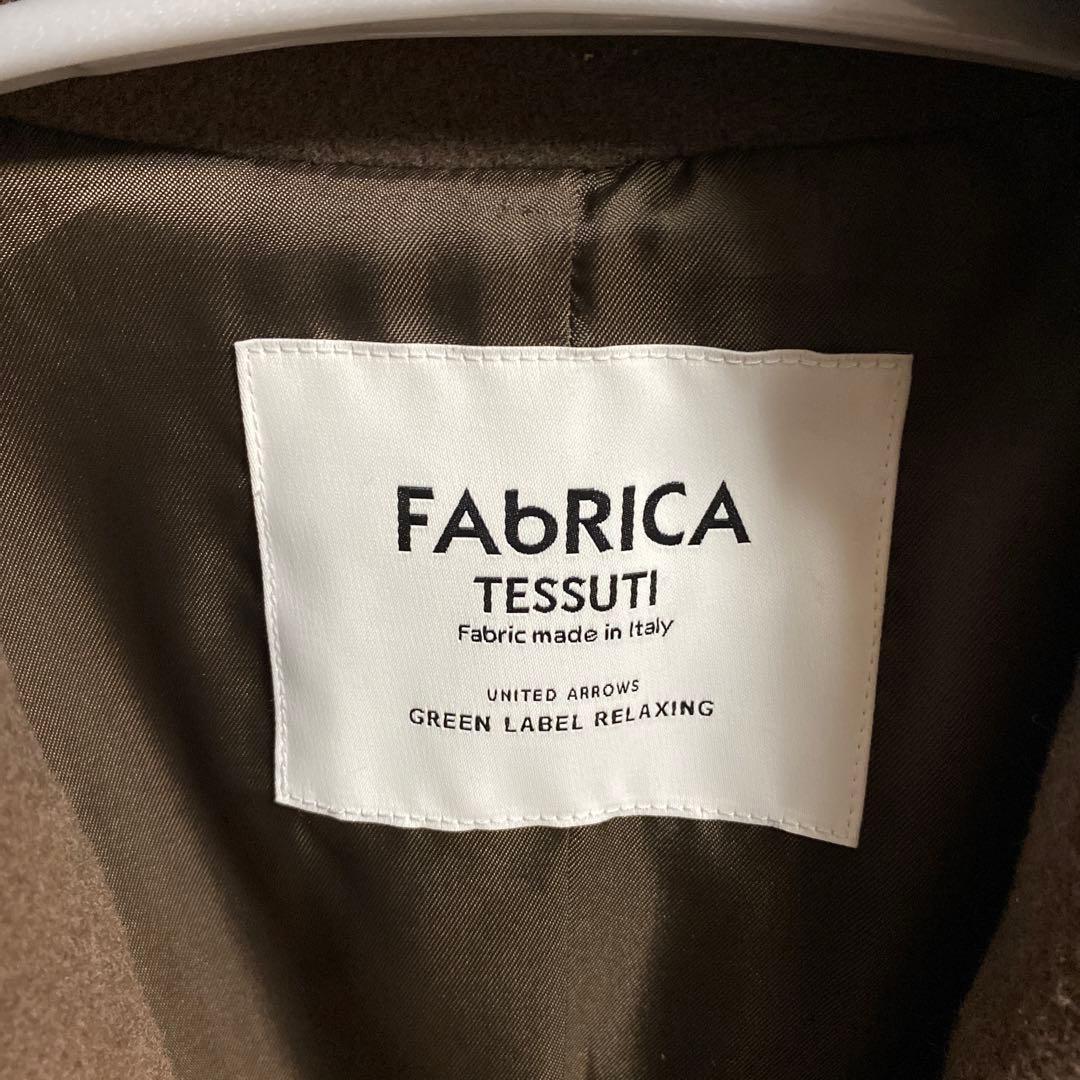 FAbRICA
TESSUTI
Fabric made in Italy
UNITED ARROWS
GREEN LABEL RELAXING